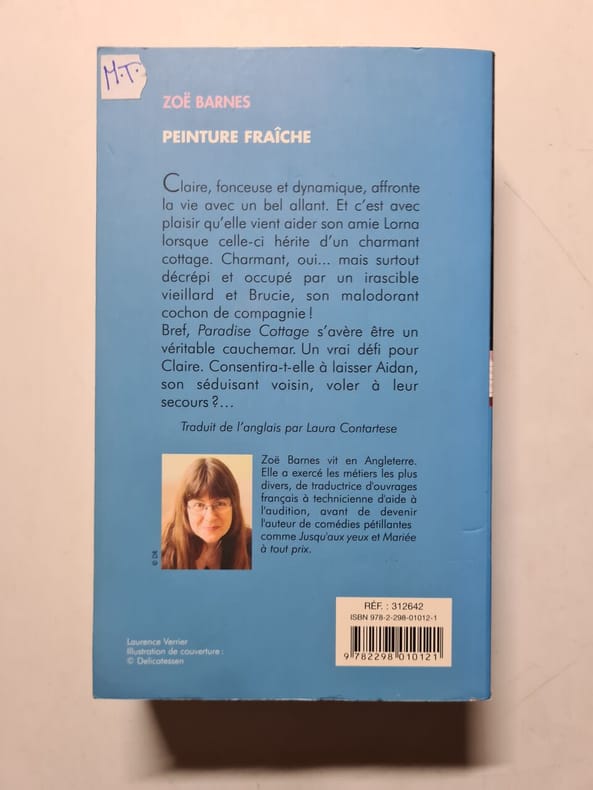 M.T.
ZOË BARNES
PEINTURE FRAÎCHE
Claire, fonceuse et dynamique, affronte
la vie avec un bel allant. Et c'est avec
plaisir qu'elle vient aider son amie Lorna
lorsque celle-ci hérite d'un charmant
cottage. Charmant, oui... mais surtout
décrépi et occupé par un irascible
vieillard et Brucie, son malodorant
cochon de compagnie !
Bref, Paradise Cottage s'avère être un
véritable cauchemar. Un vrai défi pour
Claire. Consentira-t-elle à laisser Aidan,
son séduisant voisin, voler à leur
secours ?...
Traduit de l'anglais par Laura Contartese
Zoë Barnes vit en Angleterre.
Elle a exercé les métiers les plus
divers, de traductrice d'ouvrages
français à technicienne d'aide à
l'audition, avant de devenir
l'auteur de comédies pétillantes
comme Jusqu'aux yeux et Mariée
à tout prix.
© DR
RÉF. : 312642
ISBN 978-2-298-01012-1
9 782298 010121
Laurence Verrier
Illustration de couverture :
© Delicatessen